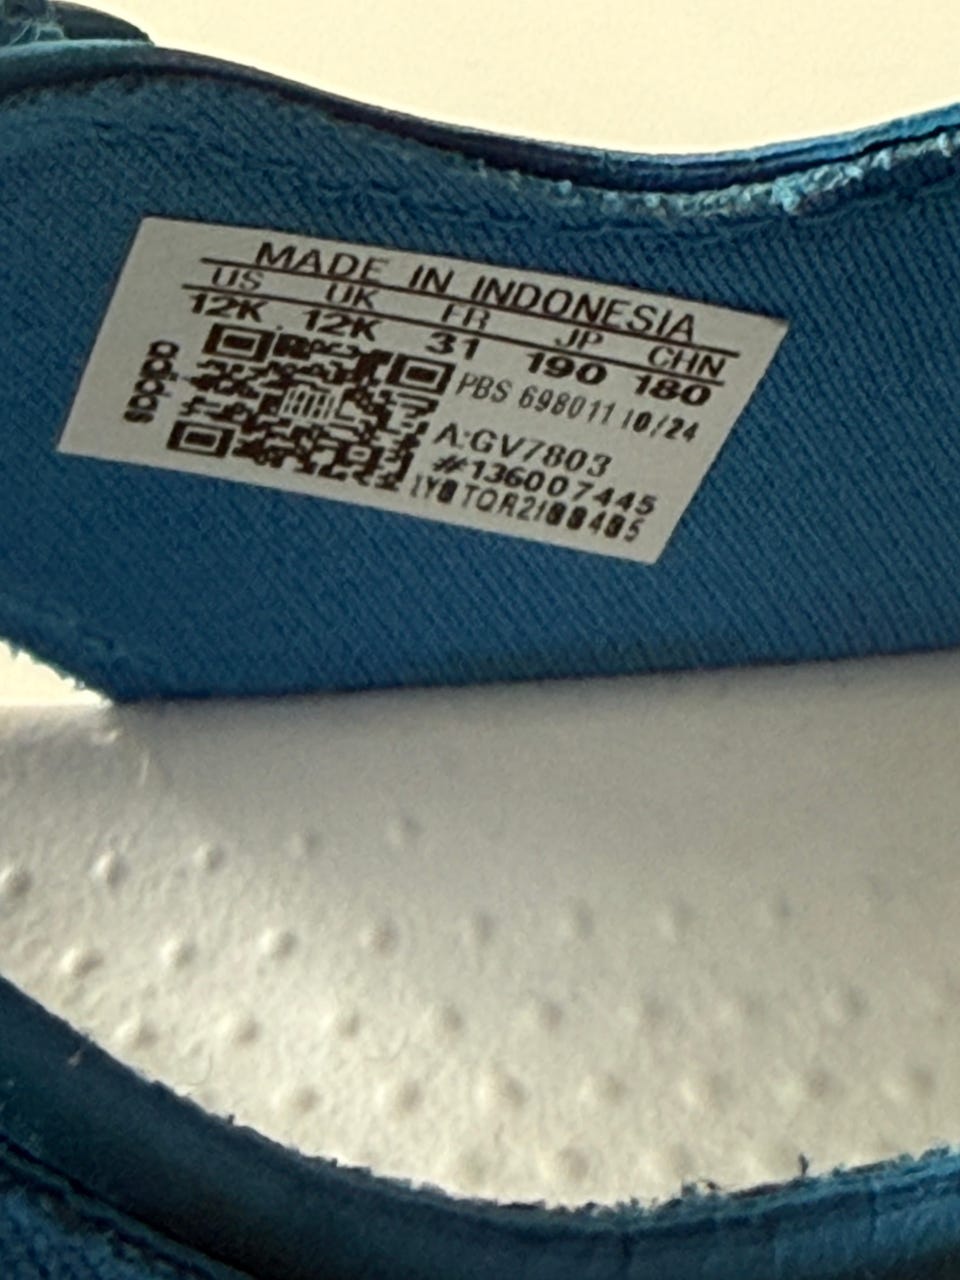 MADE IN INDONESIA
US UK FR JP CHN
12K 12K 31 190 180
adidas
PBS 698011 10/24
A:GV7803
#136007445